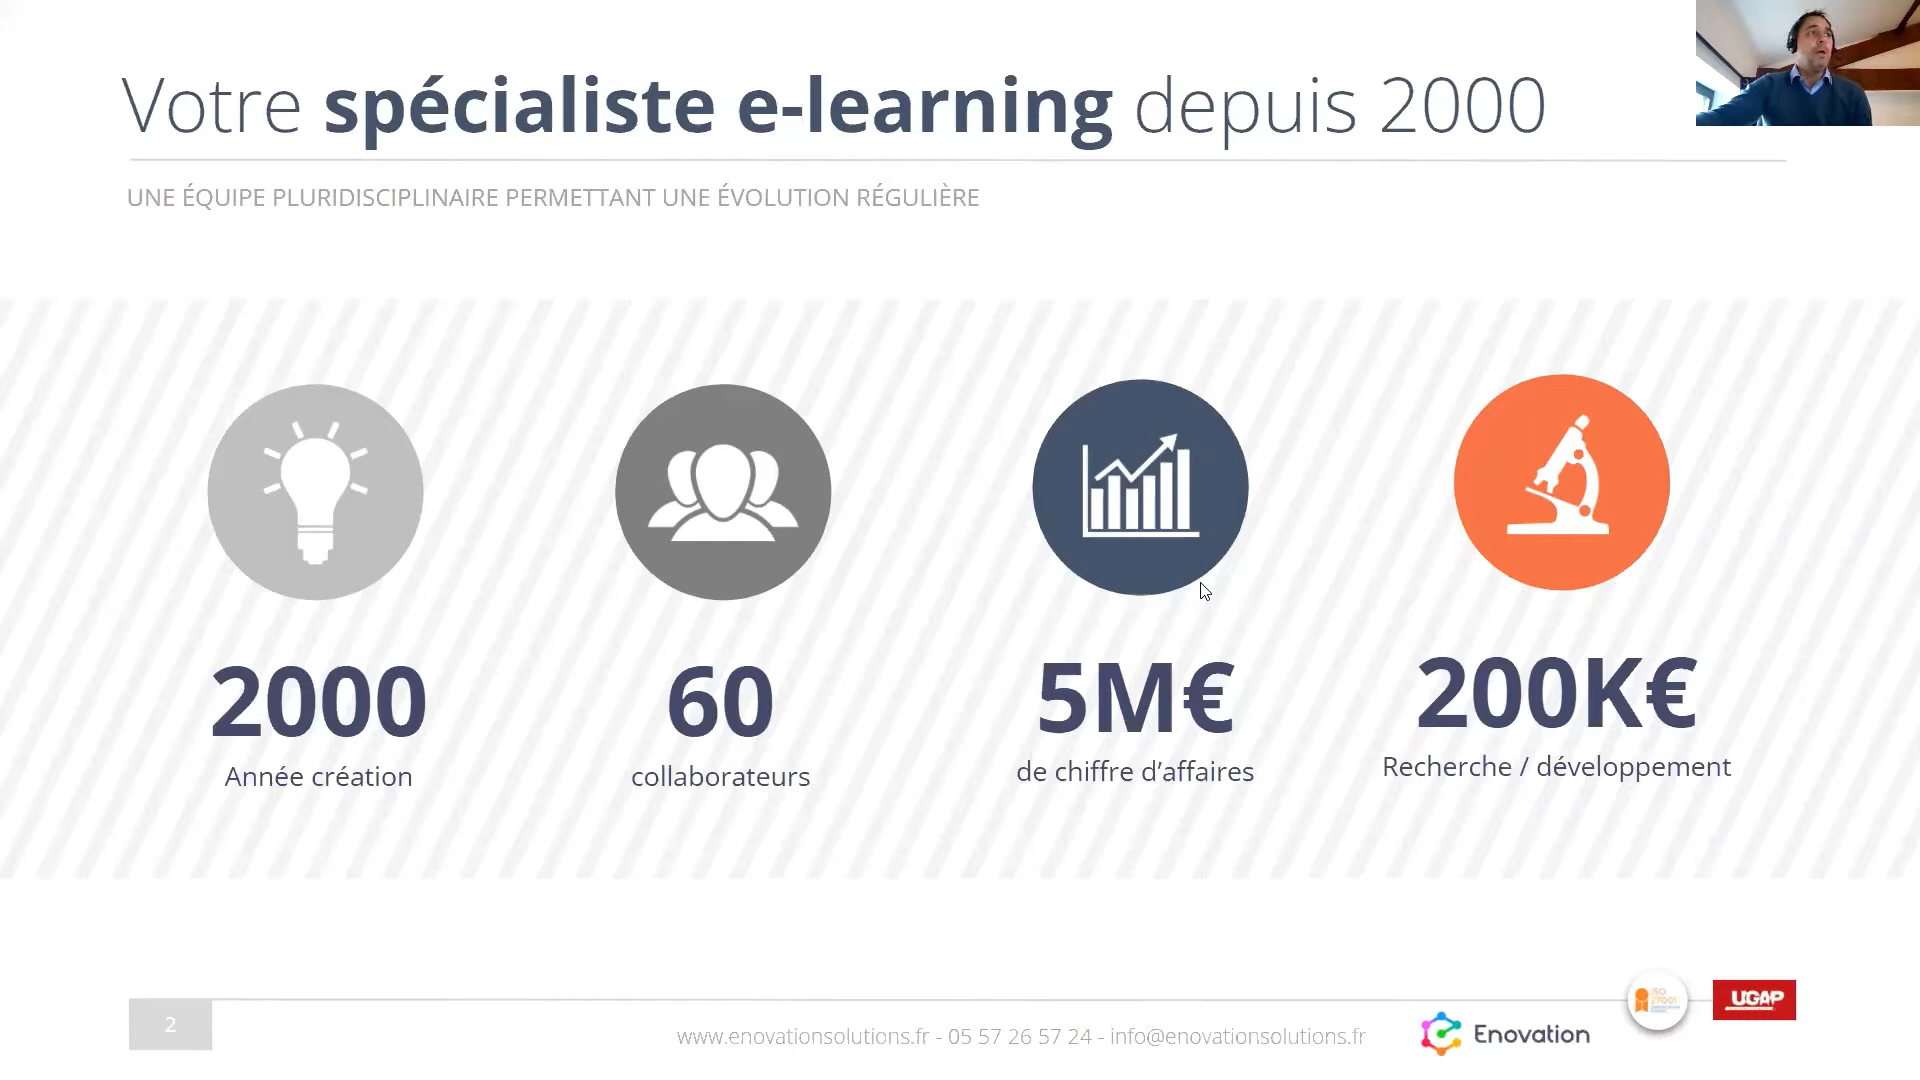 Votre spécialiste e-learning depuis 2000
UNE ÉQUIPE PLURIDISCIPLINAIRE PERMETTANT UNE ÉVOLUTION RÉGULIÈRE
2000
Année création
60
collaborateurs
5M€
de chiffre d’affaires
200K€
Recherche / développement
2
www.enovationsolutions.fr - 05 57 26 57 24 - info@enovationsolutions.fr
Enovation
ISO
27001
UGAP